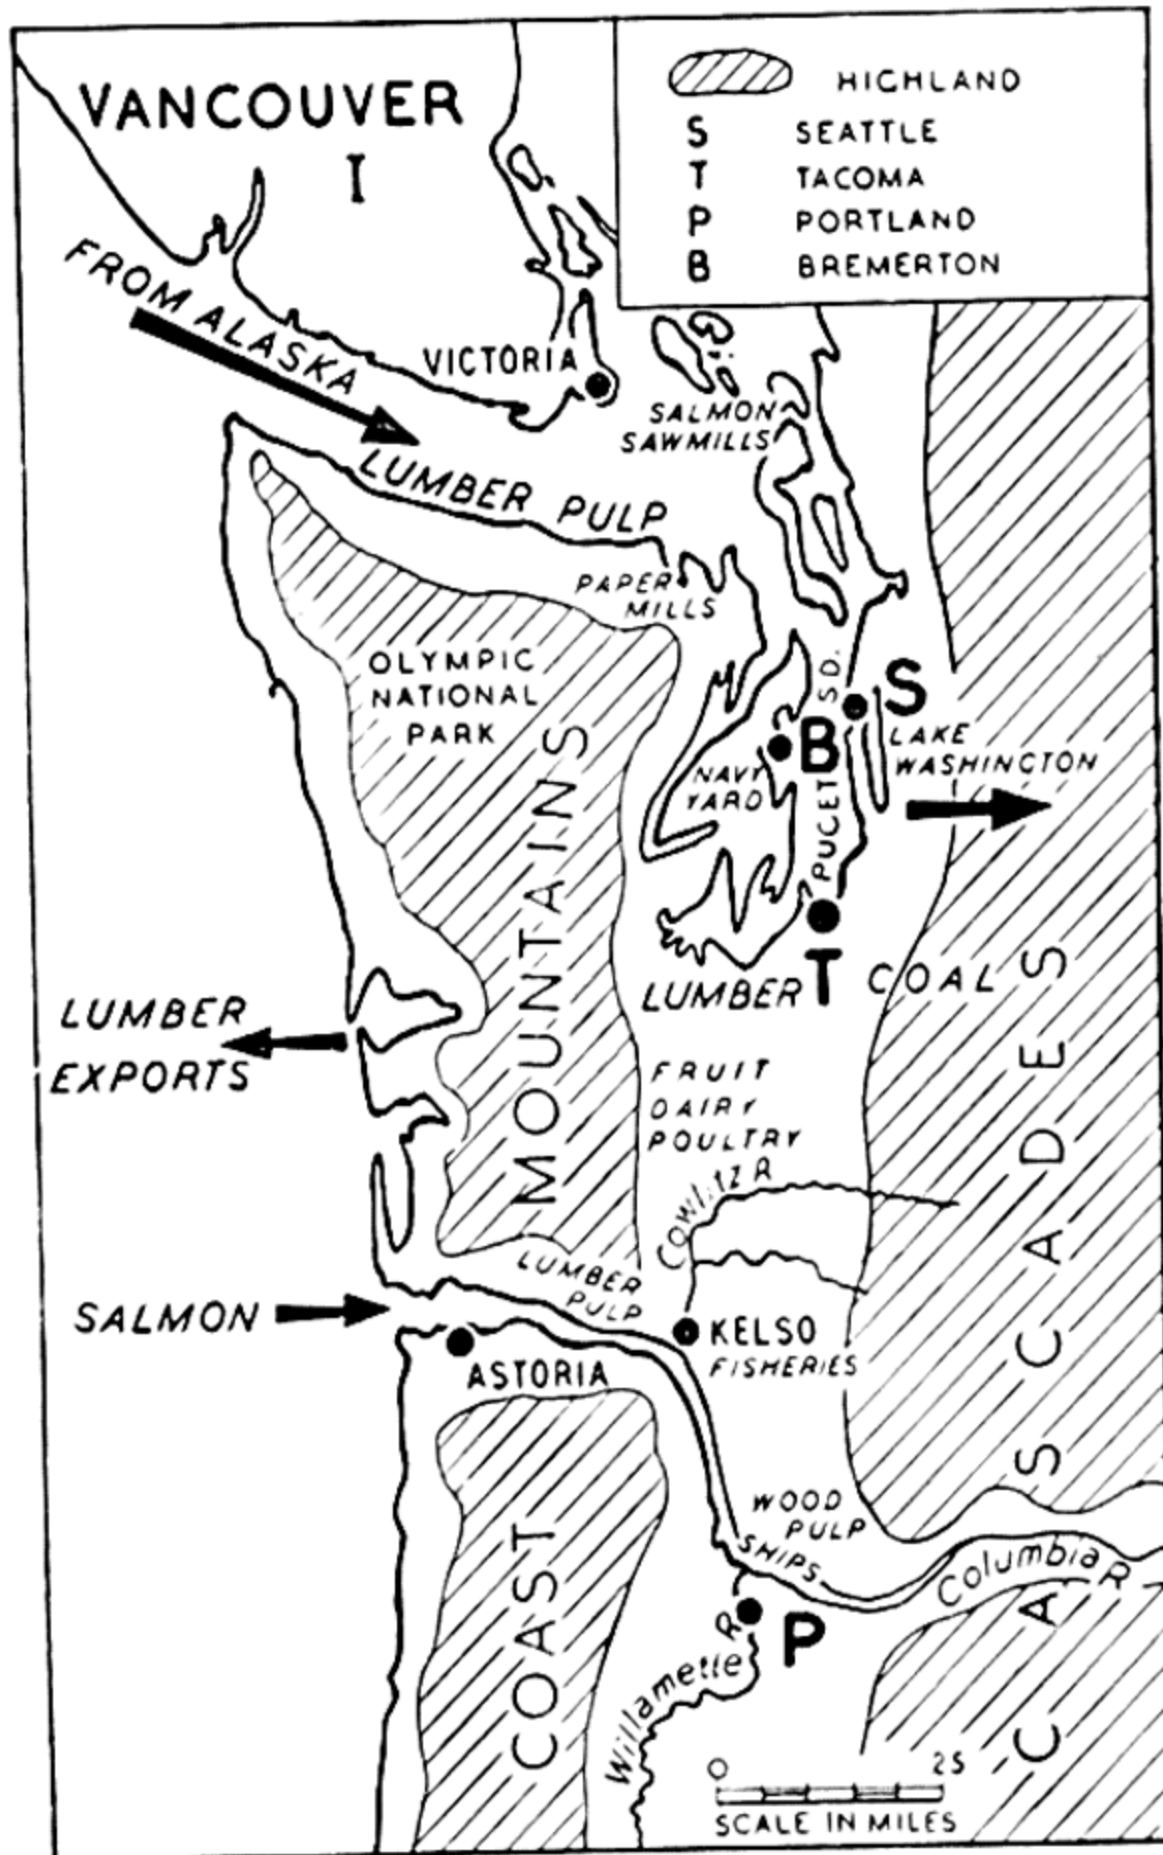 HIGHLAND
S SEATTLE
T TACOMA
P PORTLAND
B BREMERTON
VANCOUVER
I
FROM ALASKA
VICTORIA
SALMON
SAWMILLS
LUMBER PULP
PAPER
MILLS
OLYMPIC
NATIONAL
PARK
S
B
NAVY
YARD
PUGET SD.
LAKE
WASHINGTON
T
LUMBER
COAL
LUMBER
EXPORTS
FRUIT
DAIRY
POULTRY
Cowlitz R
LUMBER
PULP
SALMON
KELSO
FISHERIES
ASTORIA
WOOD
PULP
SHIPS
Columbia R
P
Willamette R
COAST MOUNTAINS
CASCADES
0 25
SCALE IN MILES